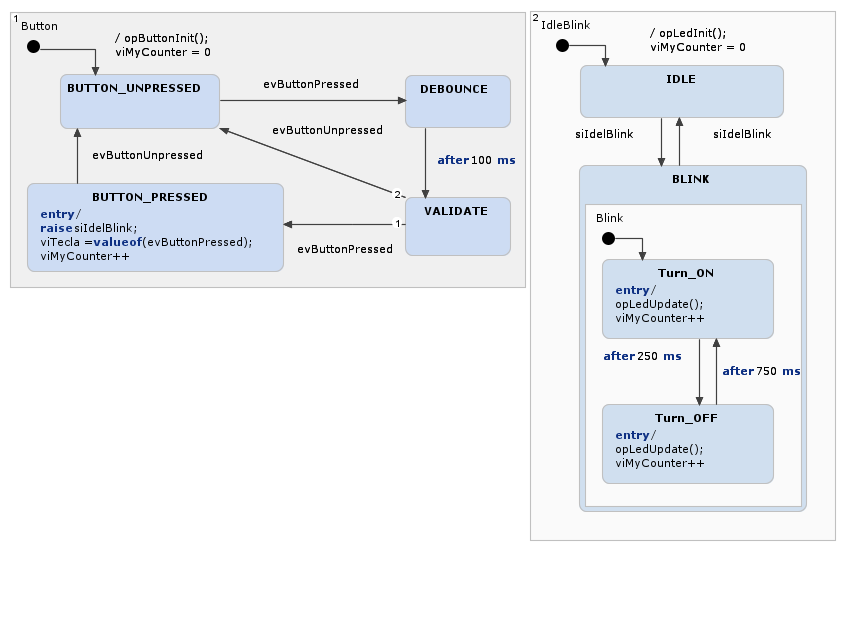 1
Button
/ opButtonInit();
viMyCounter = 0
BUTTON_UNPRESSED
evButtonPressed
DEBOUNCE
evButtonUnpressed
after 100 ms
evButtonUnpressed
BUTTON_PRESSED
entry/
raise siIdelBlink;
viTecla =valueof(evButtonPressed);
viMyCounter++
2
1
VALIDATE
evButtonPressed
2
IdleBlink
/ opLedInit();
viMyCounter = 0
IDLE
siIdelBlink
siIdelBlink
BLINK
Blink
Turn_ON
entry/
opLedUpdate();
viMyCounter++
after 250 ms
after 750 ms
Turn_OFF
entry/
opLedUpdate();
viMyCounter++